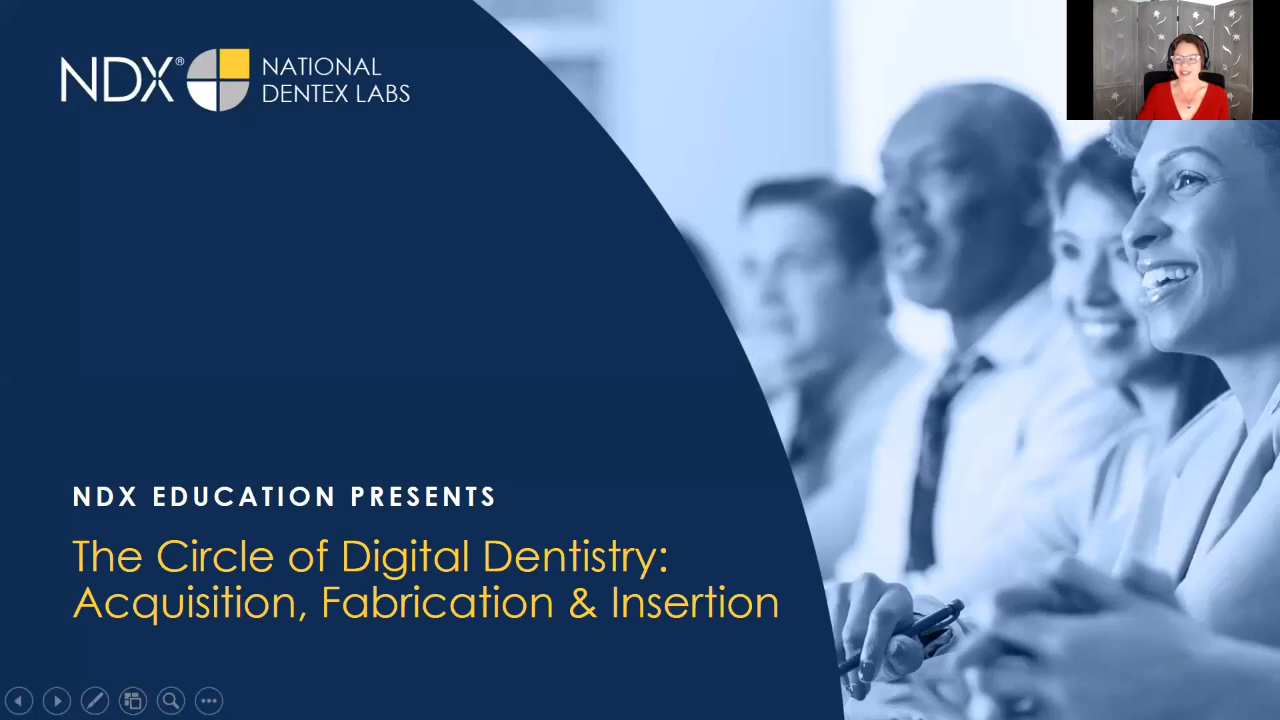 NDX® NATIONAL
DENTEX LABS
NDX EDUCATION PRESENTS
The Circle of Digital Dentistry:
Acquisition, Fabrication & Insertion